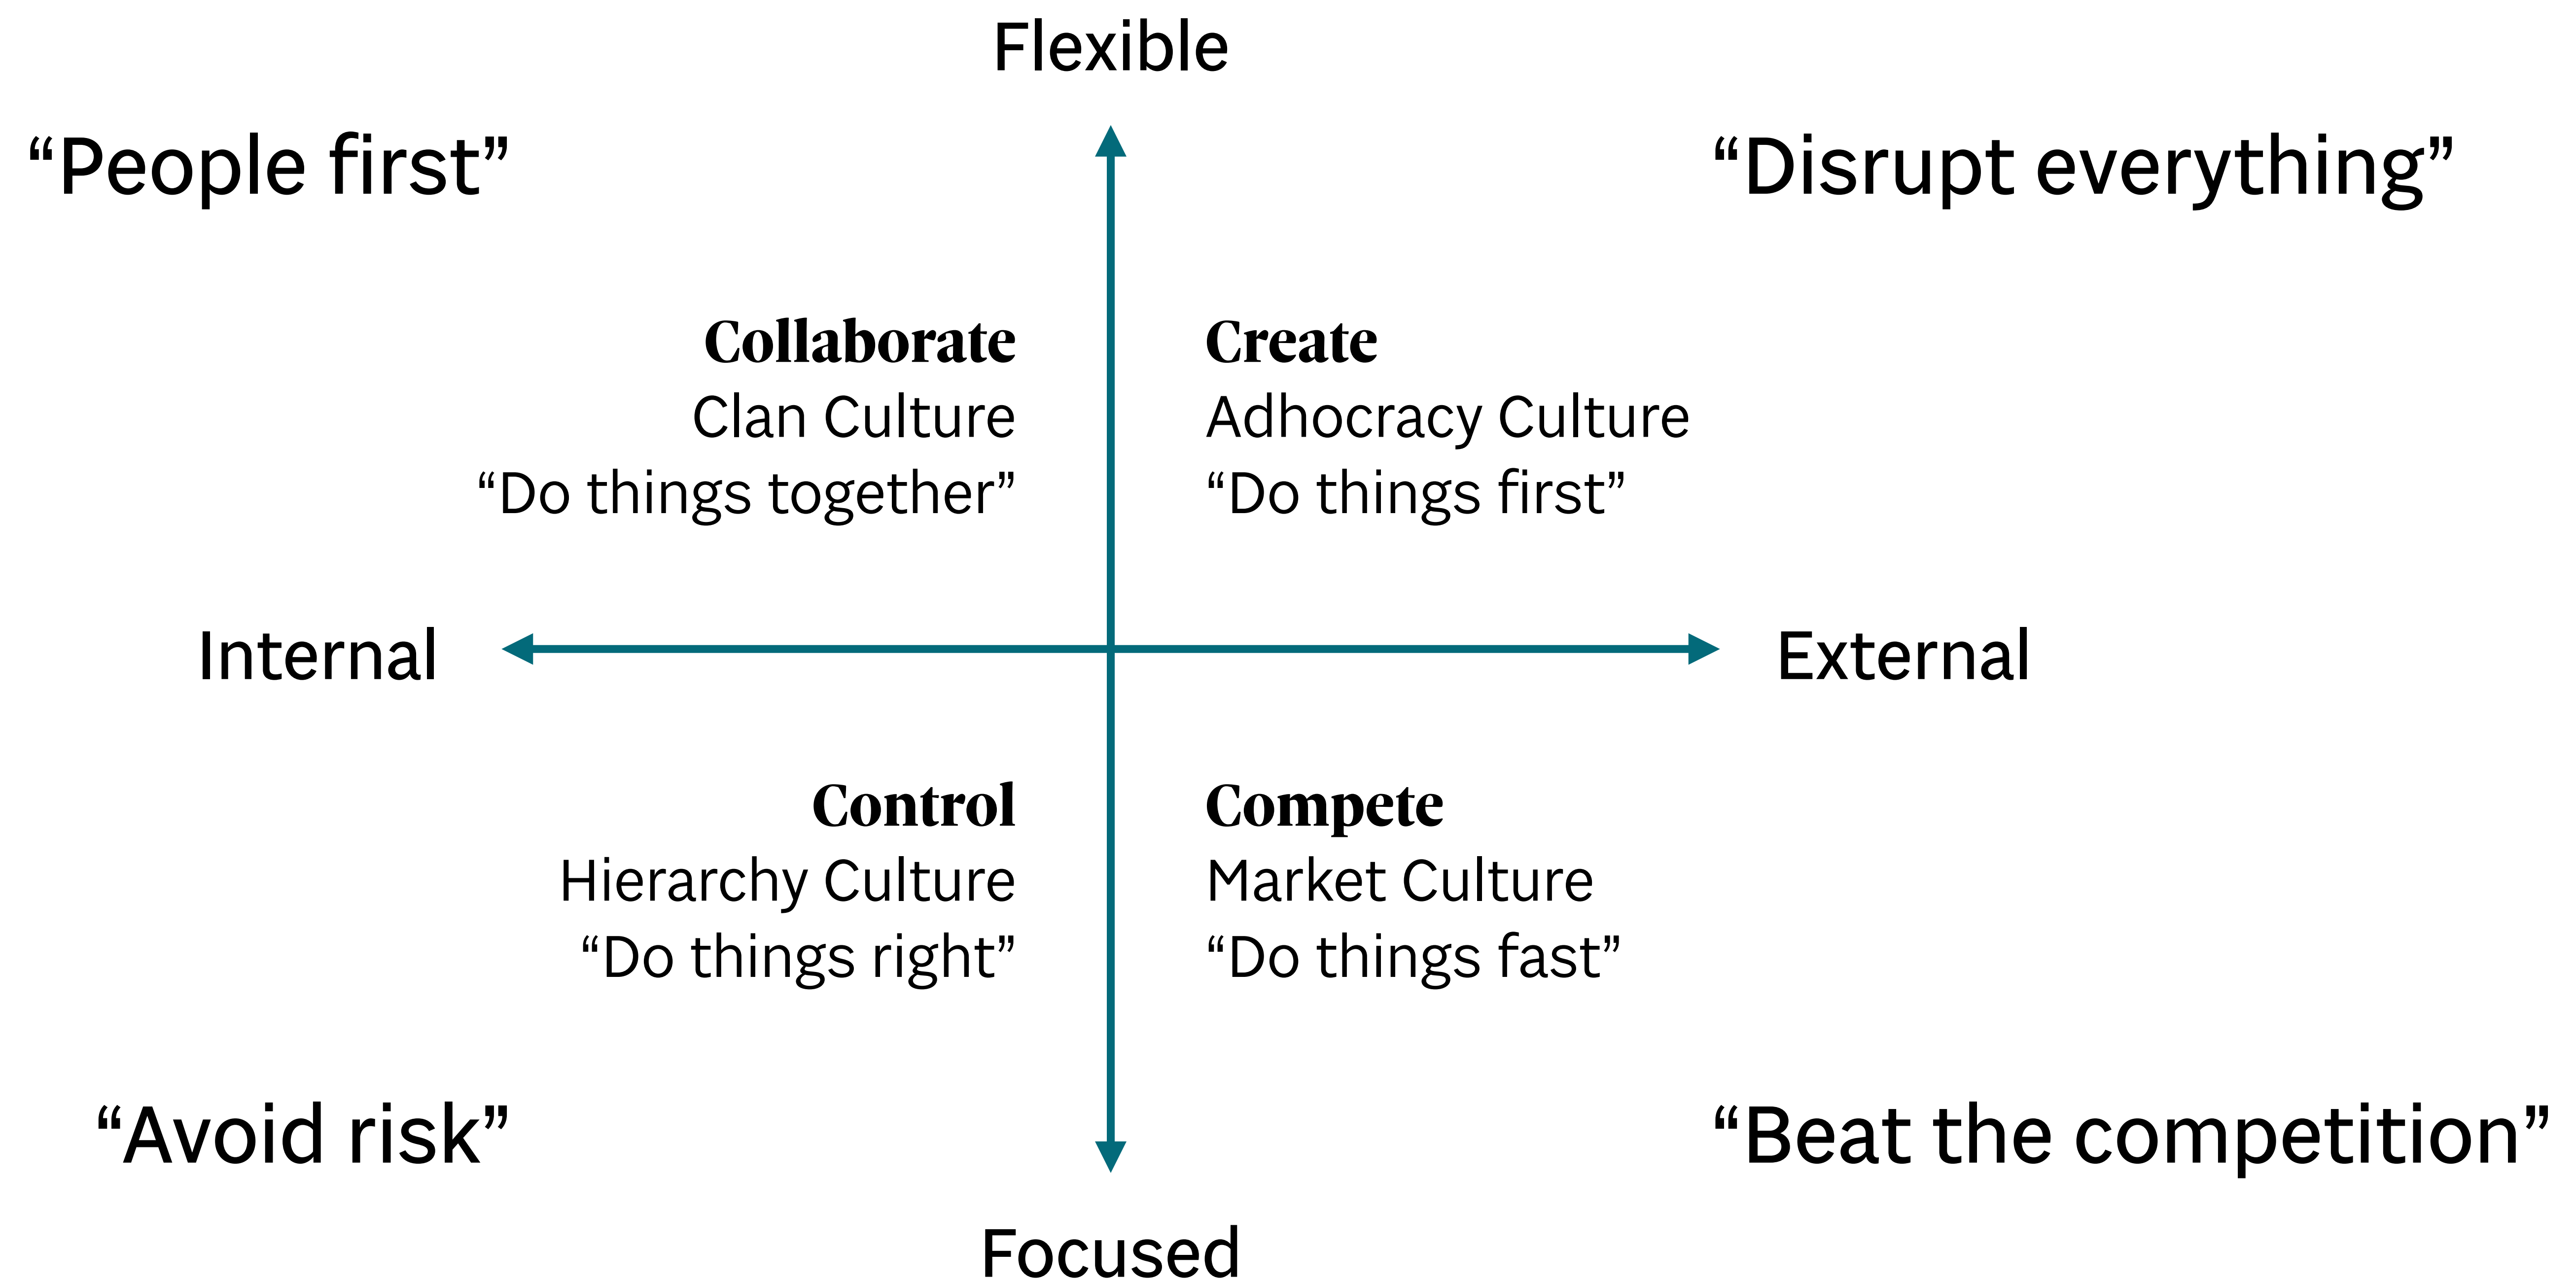 Flexible
“People first”
“Disrupt everything”
Collaborate
Clan Culture
“Do things together”
Create
Adhocracy Culture
“Do things first”
Internal
External
Control
Hierarchy Culture
“Do things right”
Compete
Market Culture
“Do things fast”
“Avoid risk”
“Beat the competition”
Focused